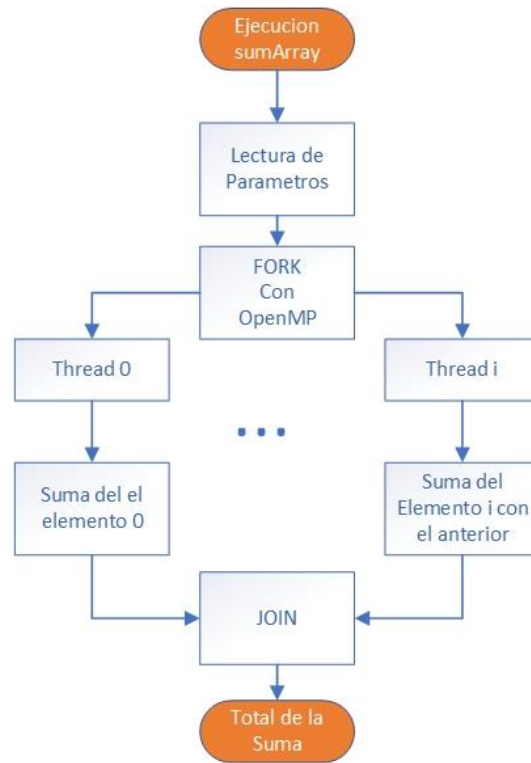 Ejecucion
sumArray
Lectura de
Parametros
FORK
Con
OpenMP
Thread 0
Thread i
...
Suma del el
elemento 0
Suma del
Elemento i con
el anterior
JOIN
Total de la
Suma